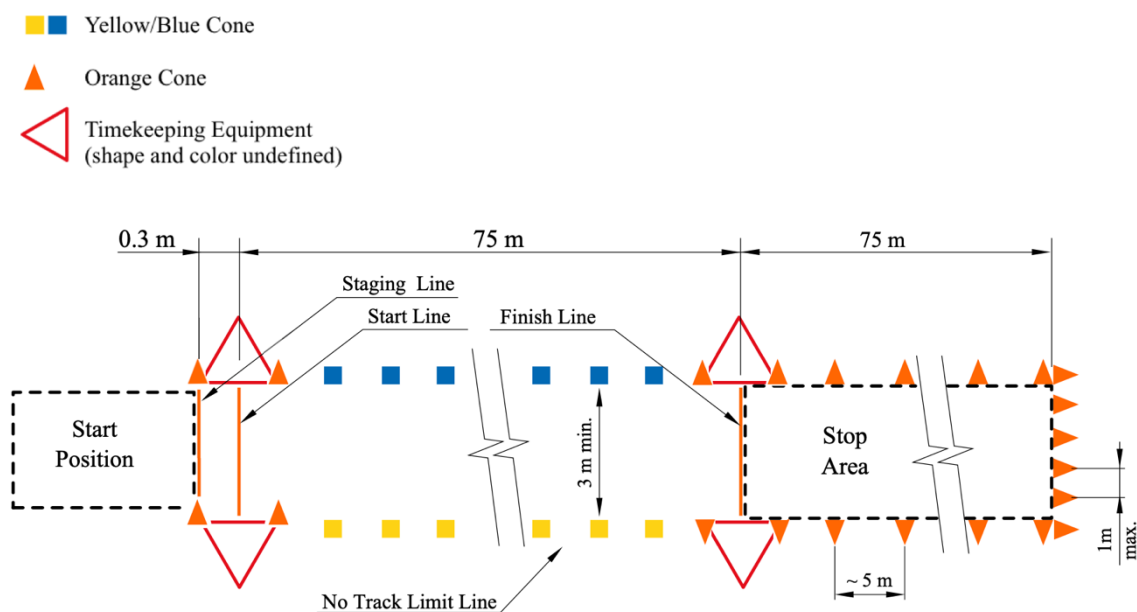 Yellow/Blue Cone
Orange Cone
Timekeeping Equipment
(shape and color undefined)
0.3 m
75 m
75 m
Staging Line
Start Line
Finish Line
Start
Position
3 m min.
Stop
Area
1m
max.
~ 5 m
No Track Limit Line